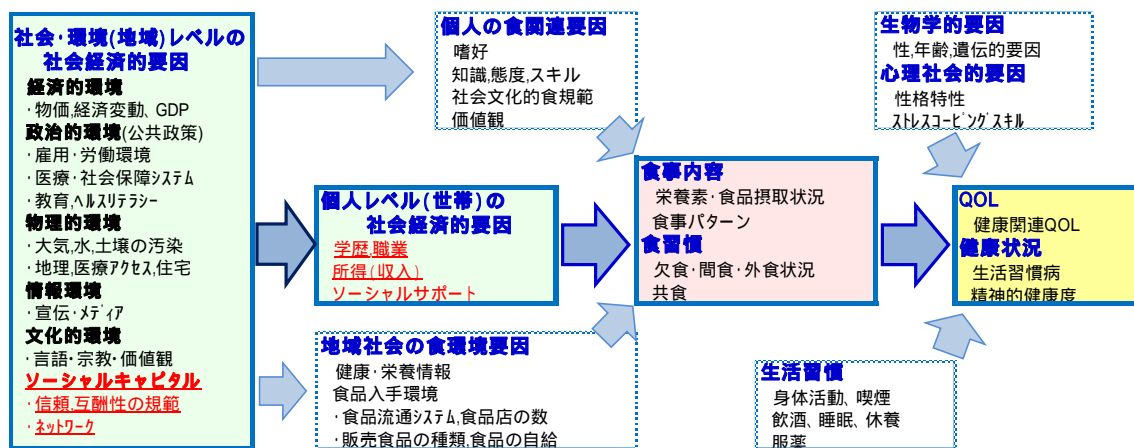 社会・環境(地域)レベルの
社会経済的要因
経済的環境
・物価,経済変動、GDP
政治的環境(公共政策)
・雇用・労働環境
・医療・社会保障ｼｽﾃﾑ
・教育,ﾍﾙｽﾘﾃﾗｼｰ
物理的環境
・大気,水,土壌の汚染
・地理,医療ｱｸｾｽ,住宅
情報環境
・宣伝・ﾒﾃﾞｨｱ
文化的環境
・言語・宗教・価値観
ソーシャルキャピタル
・信頼,互酬性の規範
・ﾈｯﾄﾜｰｸ
個人の食関連要因
嗜好
知識,態度,スキル
社会文化的食規範
価値観
個人レベル(世帯)の
社会経済的要因
学歴,職業
所得(収入)
ソーシャルサポート
地域社会の食環境要因
健康・栄養情報
食品入手環境
・食品流通ｼｽﾃﾑ,食品店の数
・販売食品の種類,食品の自給
食事内容
栄養素・食品摂取状況
食事パターン
食習慣
欠食・間食・外食状況
共食
生物学的要因
性,年齢,遺伝的要因
心理社会的要因
性格特性
ｽﾄﾚｽｺｰﾋﾟﾝｸﾞｽｷﾙ
QOL
健康関連QOL
健康状況
生活習慣病
精神的健康度
生活習慣
身体活動、喫煙
飲酒、睡眠、休養
服薬